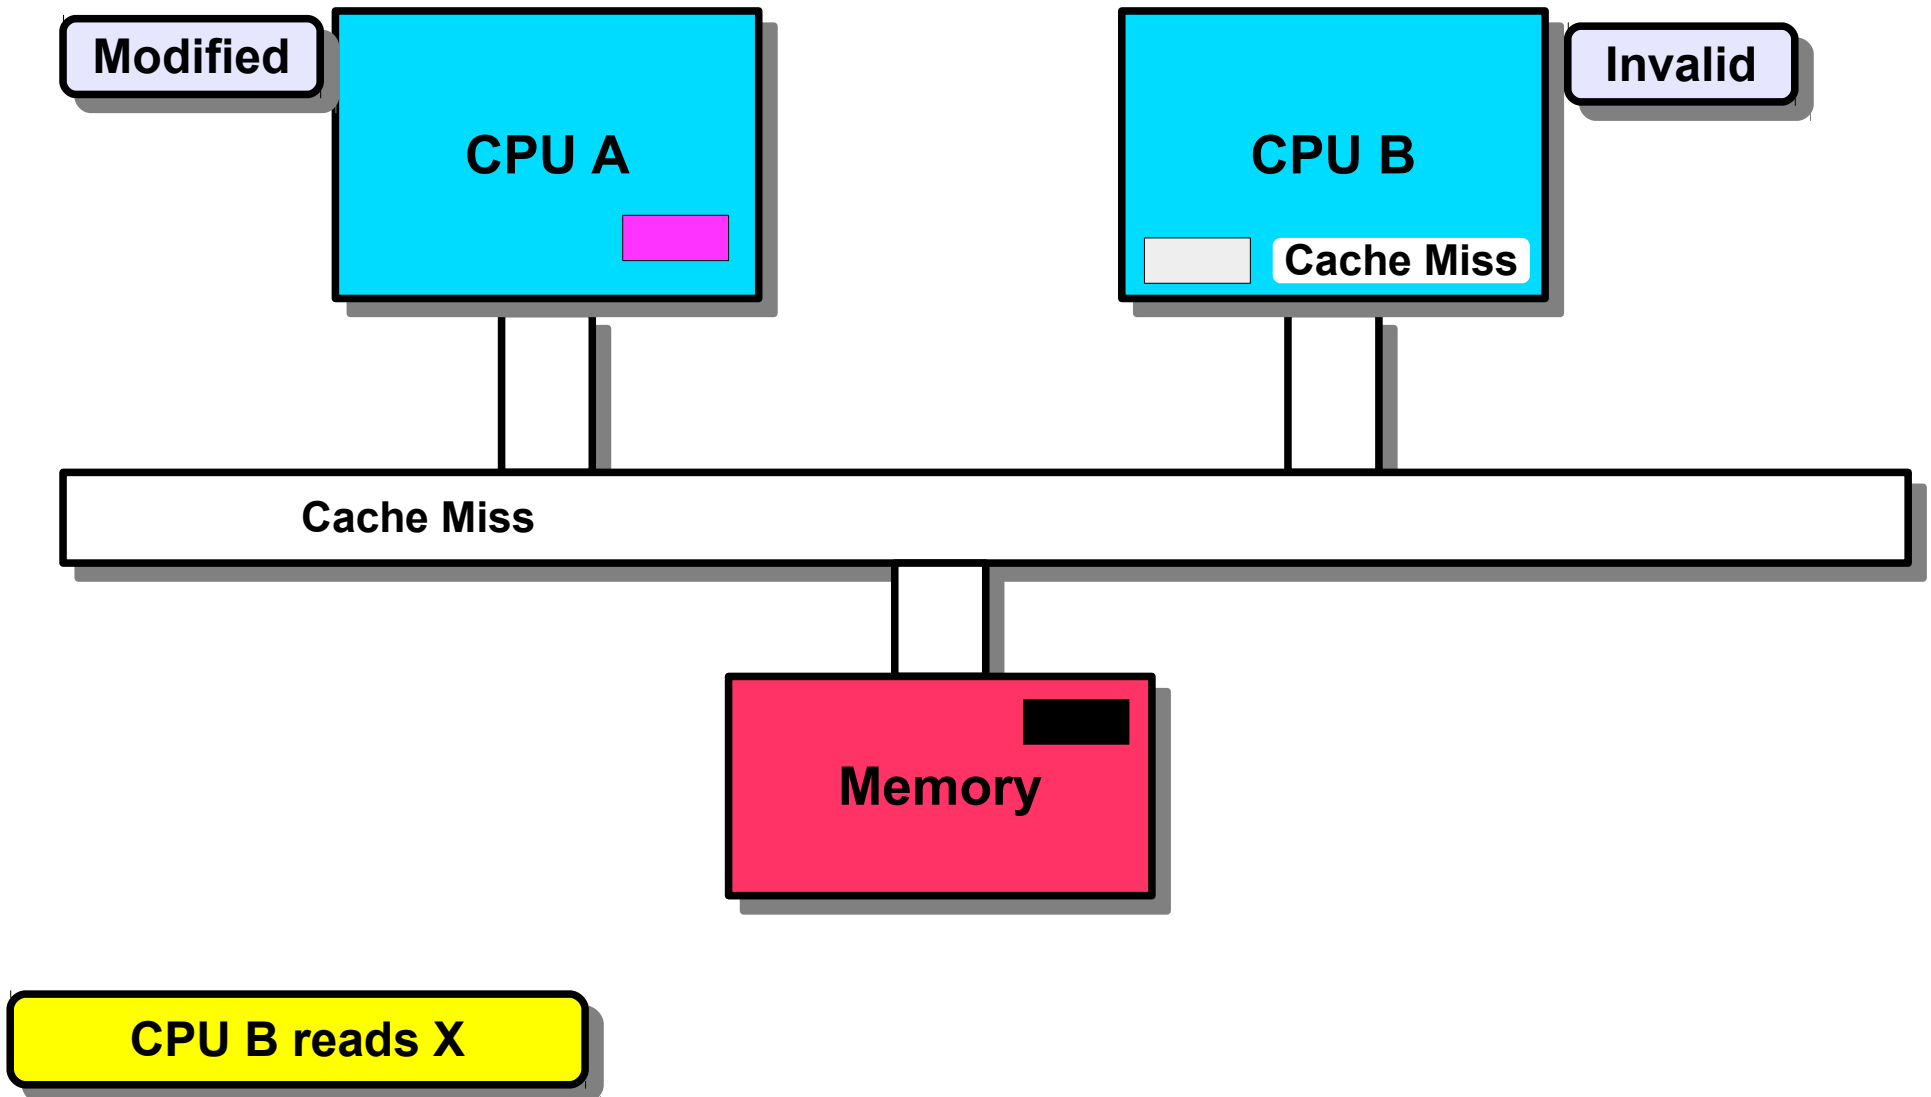 Modified
Invalid
CPU A
CPU B
Cache Miss
Cache Miss
Memory
CPU B reads X